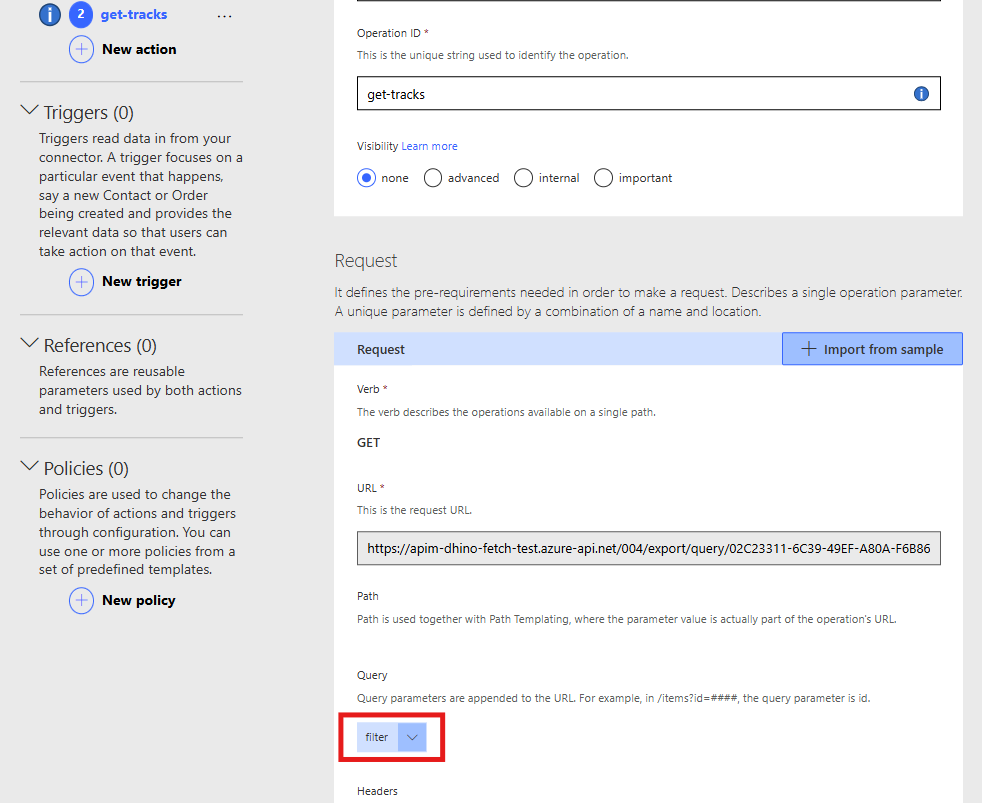 2 get-tracks ...
New action
Triggers (0)
Triggers read data in from your
connector. A trigger focuses on a
particular event that happens,
say a new Contact or Order
being created and provides the
relevant data so that users can
take action on that event.
New trigger
References (0)
References are reusable
parameters used by both actions
and triggers.
Policies (0)
Policies are used to change the
behavior of actions and triggers
through configuration. You can
use one or more policies from a
set of predefined templates.
New policy
Operation ID *
This is the unique string used to identify the operation.
get-tracks
Visibility Learn more
none advanced internal important
Request
It defines the pre-requirements needed in order to make a request. Describes a single operation parameter.
A unique parameter is defined by a combination of a name and location.
Request
Import from sample
Verb *
The verb describes the operations available on a single path.
GET
URL *
This is the request URL.
https://apim-dhino-fetch-test.azure-api.net/004/export/query/02C23311-6C39-49EF-A80A-F6B86
Path
Path is used together with Path Templating, where the parameter value is actually part of the operation's URL.
Query
Query parameters are appended to the URL. For example, in /items?id=####, the query parameter is id.
filter
Headers